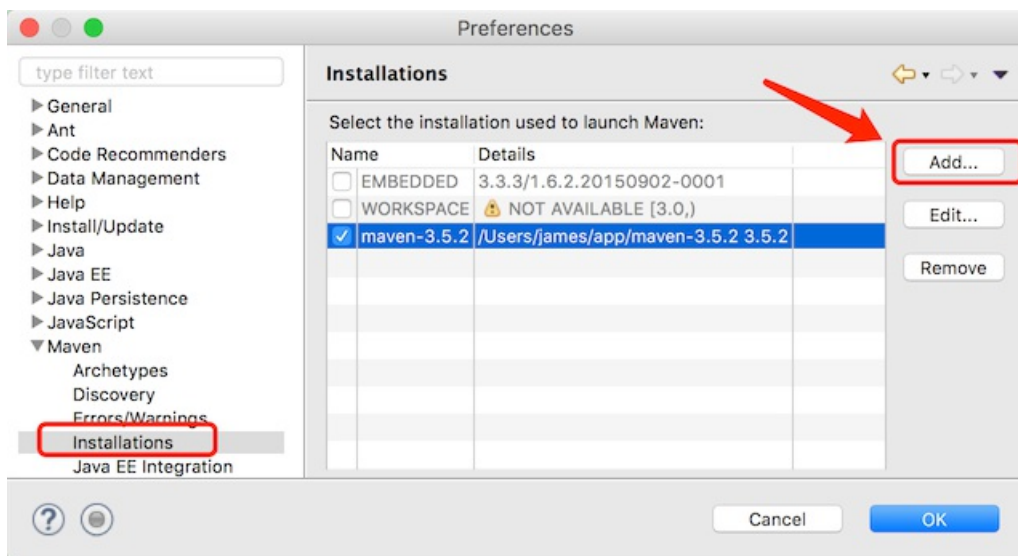 Preferences
type filter text
General
Ant
Code Recommenders
Data Management
Help
Install/Update
Java
Java EE
Java Persistence
JavaScript
Maven
Archetypes
Discovery
Errors/Warnings
Installations
Java EE Integration
Installations
Select the installation used to launch Maven:
Name Details
EMBEDDED 3.3.3/1.6.2.20150902-0001
WORKSPACE NOT AVAILABLE [3.0,)
maven-3.5.2 /Users/james/app/maven-3.5.2 3.5.2
Add...
Edit...
Remove
?
Cancel
OK